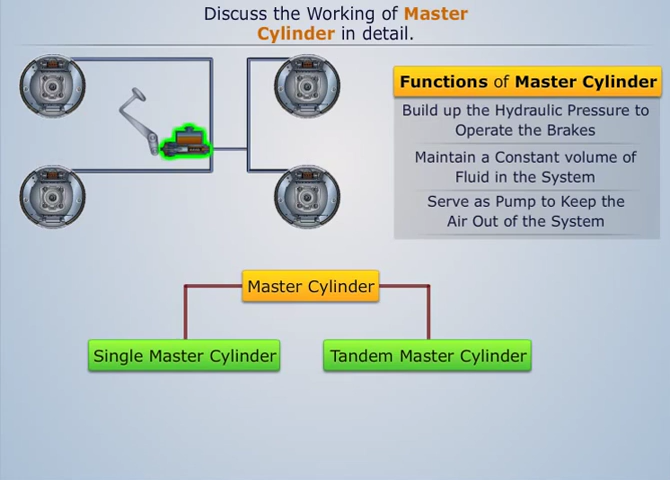 Discuss the Working of Master
Cylinder in detail.
Functions of Master Cylinder
Build up the Hydraulic Pressure to
Operate the Brakes
Maintain a Constant volume of
Fluid in the System
Serve as Pump to Keep the
Air Out of the System
Master Cylinder
Single Master Cylinder
Tandem Master Cylinder